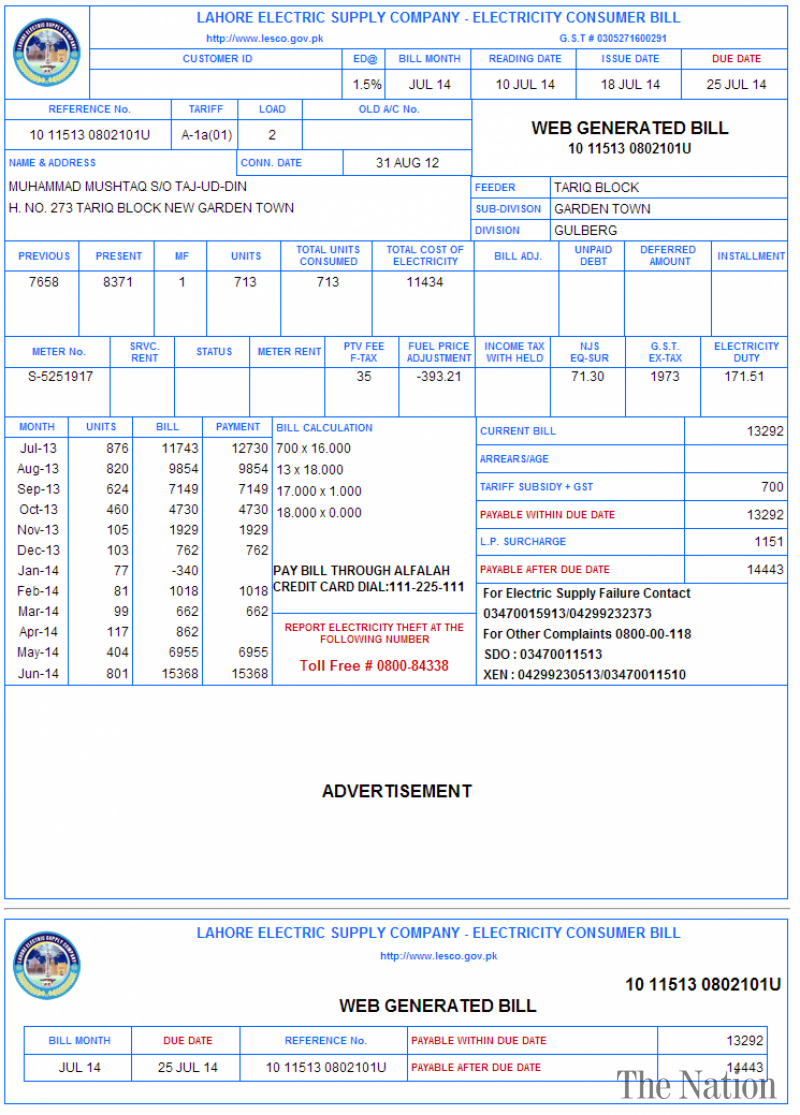 LAHORE ELECTRIC SUPPLY COMPANY - ELECTRICITY CONSUMER BILL
http://www.lesco.gov.pk G.S.T # 0305271600291
CUSTOMER ID ED@ BILL MONTH READING DATE ISSUE DATE DUE DATE
1.5% JUL 14 10 JUL 14 18 JUL 14 25 JUL 14
REFERENCE No. TARIFF LOAD OLD A/C No.
10 11513 0802101U A-1a(01) 2
WEB GENERATED BILL
10 11513 0802101U
NAME & ADDRESS CONN. DATE 31 AUG 12
MUHAMMAD MUSHTAQ S/O TAJ-UD-DIN
H. NO. 273 TARIQ BLOCK NEW GARDEN TOWN
FEEDER TARIQ BLOCK
SUB-DIVISON GARDEN TOWN
DIVISION GULBERG
PREVIOUS PRESENT MF UNITS TOTAL UNITS CONSUMED TOTAL COST OF ELECTRICITY BILL ADJ. UNPAID DEBT DEFERRED AMOUNT INSTALLMENT
7658 8371 1 713 713 11434
METER No. SRVC. RENT STATUS METER RENT PTV FEE F-TAX FUEL PRICE ADJUSTMENT INCOME TAX WITH HELD NJS EQ-SUR G.S.T. EX-TAX ELECTRICITY DUTY
S-5251917 35 -393.21 71.30 1973 171.51
MONTH UNITS BILL PAYMENT
Jul-13 876 11743 12730
Aug-13 820 9854 9854
Sep-13 624 7149 7149
Oct-13 460 4730 4730
Nov-13 105 1929 1929
Dec-13 103 762 762
Jan-14 77 -340
Feb-14 81 1018 1018
Mar-14 99 662 662
Apr-14 117 862
May-14 404 6955 6955
Jun-14 801 15368 15368
BILL CALCULATION
700 x 16.000
13 x 18.000
17.000 x 1.000
18.000 x 0.000
PAY BILL THROUGH ALFALAH
CREDIT CARD DIAL:111-225-111
REPORT ELECTRICITY THEFT AT THE
FOLLOWING NUMBER
Toll Free # 0800-84338
CURRENT BILL 13292
ARREARS/AGE
TARIFF SUBSIDY + GST 700
PAYABLE WITHIN DUE DATE 13292
L.P. SURCHARGE 1151
PAYABLE AFTER DUE DATE 14443
For Electric Supply Failure Contact
03470015913/04299232373
For Other Complaints 0800-00-118
SDO : 03470011513
XEN : 04299230513/03470011510
ADVERTISEMENT
LAHORE ELECTRIC SUPPLY COMPANY - ELECTRICITY CONSUMER BILL
http://www.lesco.gov.pk
10 11513 0802101U
WEB GENERATED BILL
BILL MONTH DUE DATE REFERENCE No. PAYABLE WITHIN DUE DATE 13292
JUL 14 25 JUL 14 10 11513 0802101U PAYABLE AFTER DUE DATE 14443
The Nation